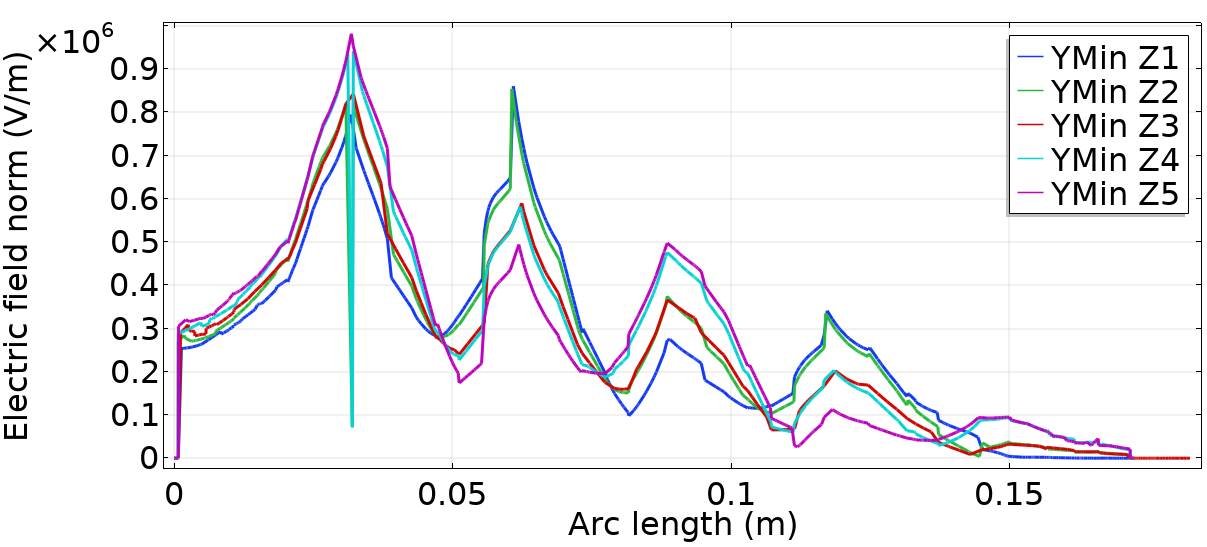 ×10⁶
Electric field norm (V/m)
0.9
0.8
0.7
0.6
0.5
0.4
0.3
0.2
0.1
0
0
0.05
0.1
0.15
Arc length (m)
YMin Z1
YMin Z2
YMin Z3
YMin Z4
YMin Z5